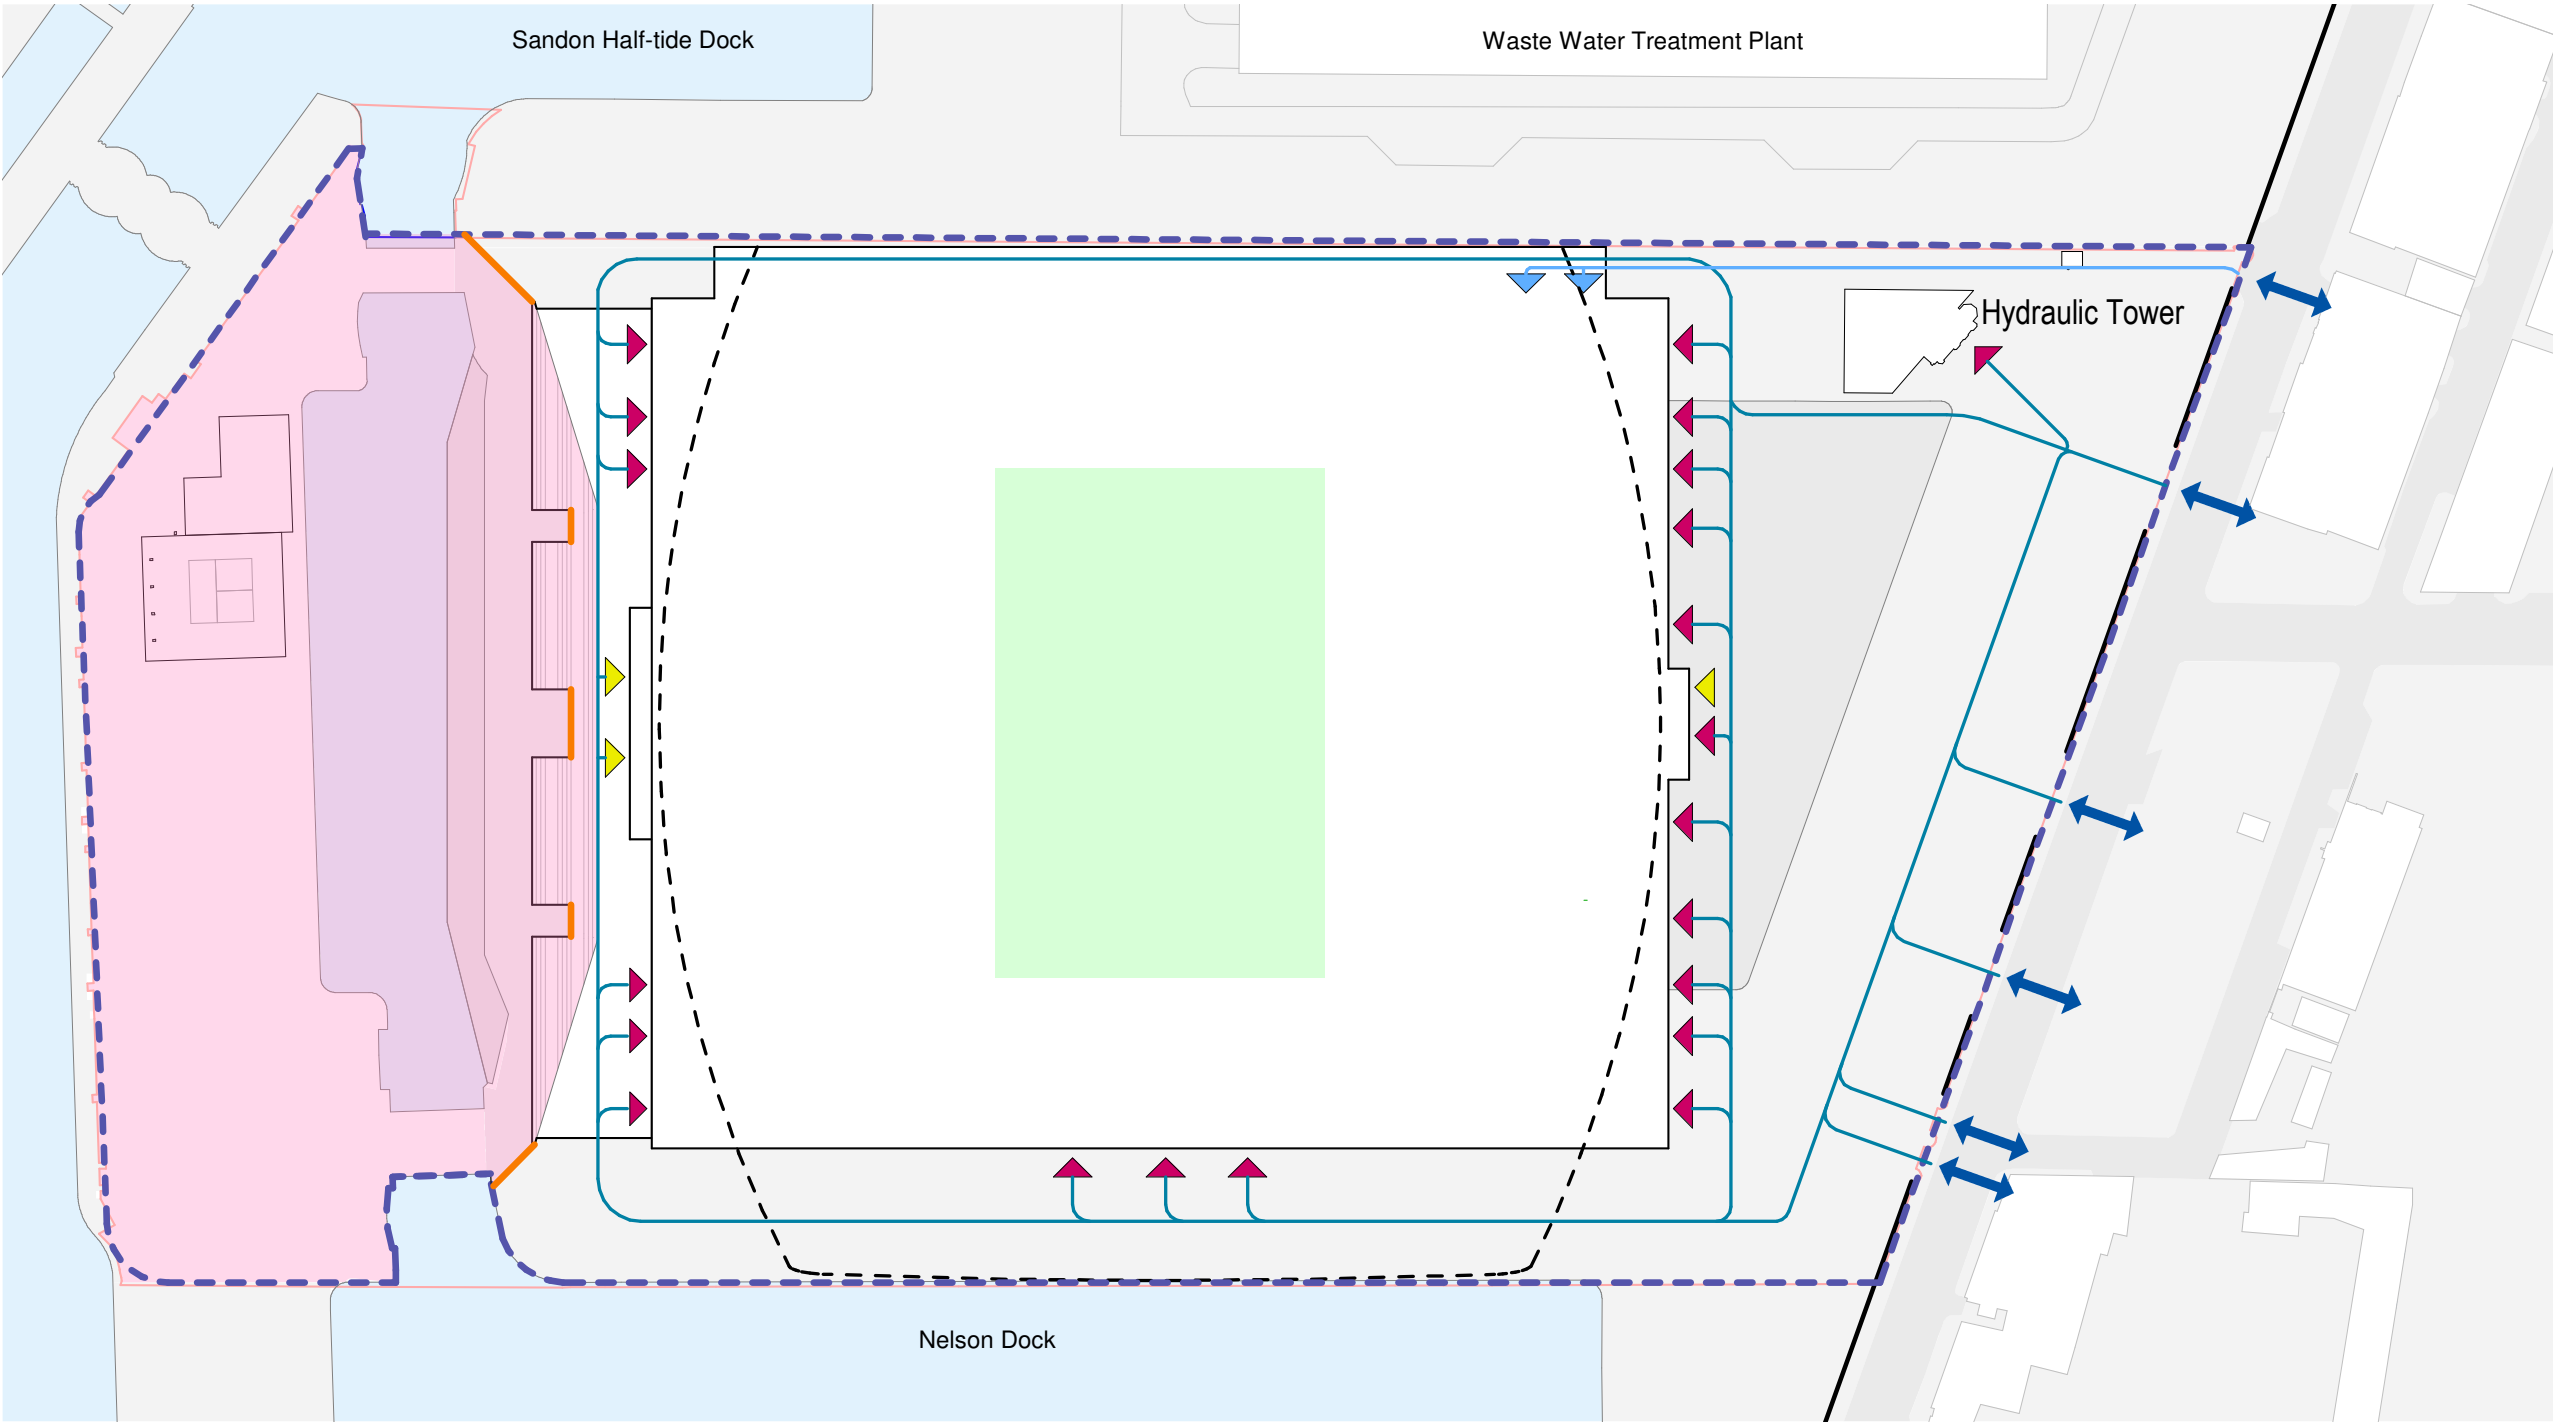 Sandon Half-tide Dock
Waste Water Treatment Plant
Hydraulic Tower
Nelson Dock